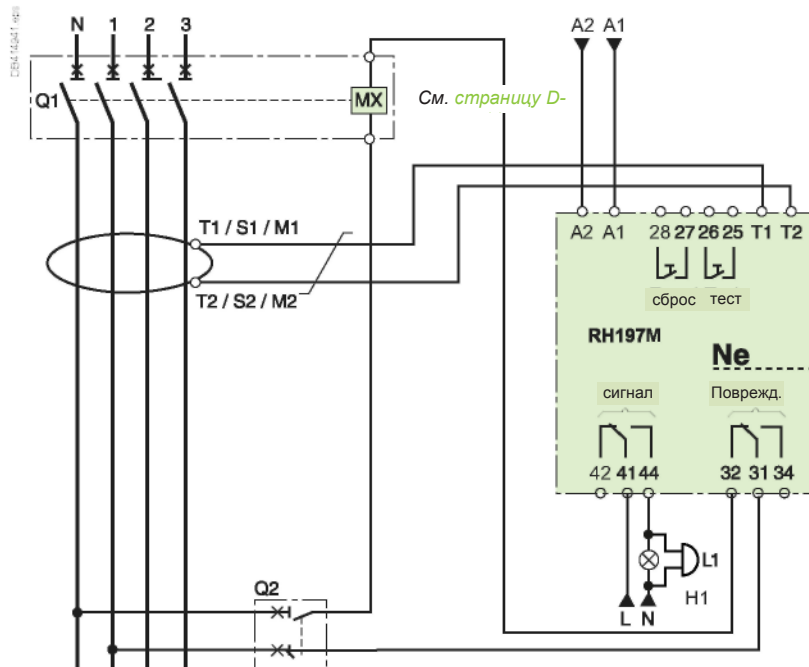 DB414941.eps
N 1 2 3
A2 A1
Q1
MX
См. страницу D-
T1 / S1 / M1
T2 / S2 / M2
A2 A1 28 27 26 25 T1 T2
сброс тест
RH197M
Ne
сигнал
Поврежд.
42 41 44
32 31 34
L1
H1
L N
Q2